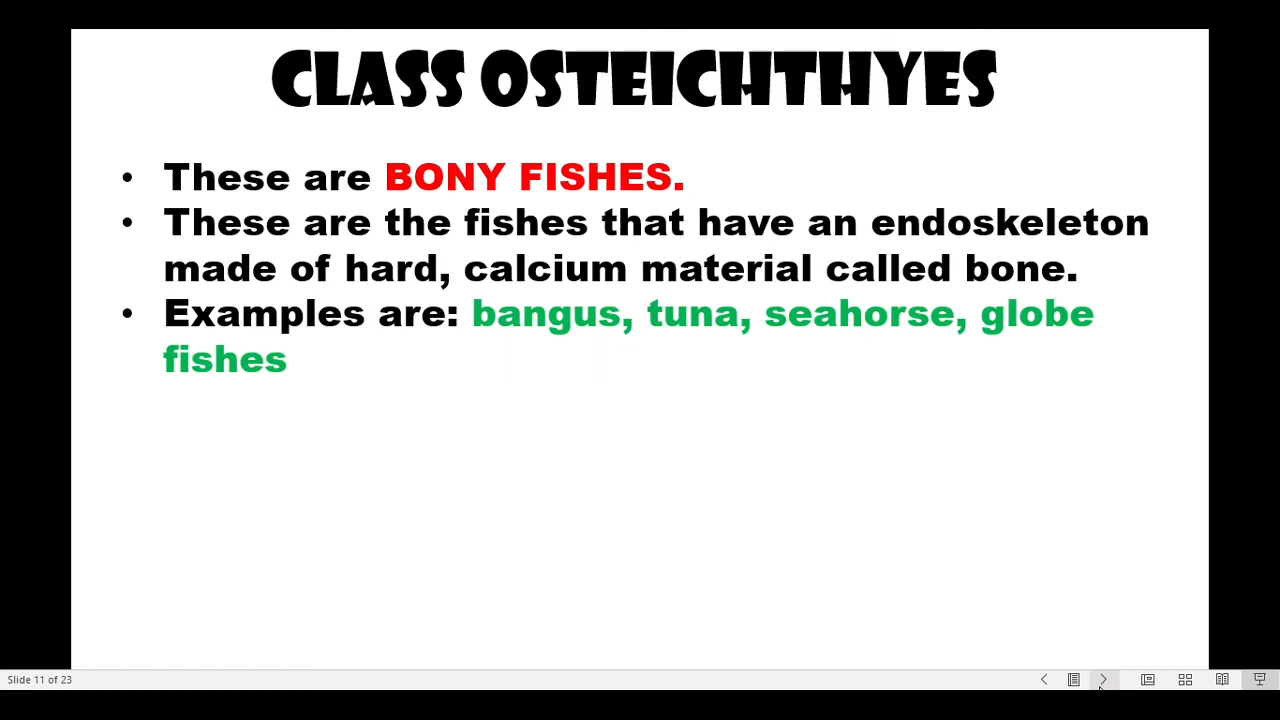 CLASS OSTEICHTHYES
• These are BONY FISHES.
• These are the fishes that have an endoskeleton
made of hard, calcium material called bone.
• Examples are: bangus, tuna, seahorse, globe
fishes
Slide 11 of 23